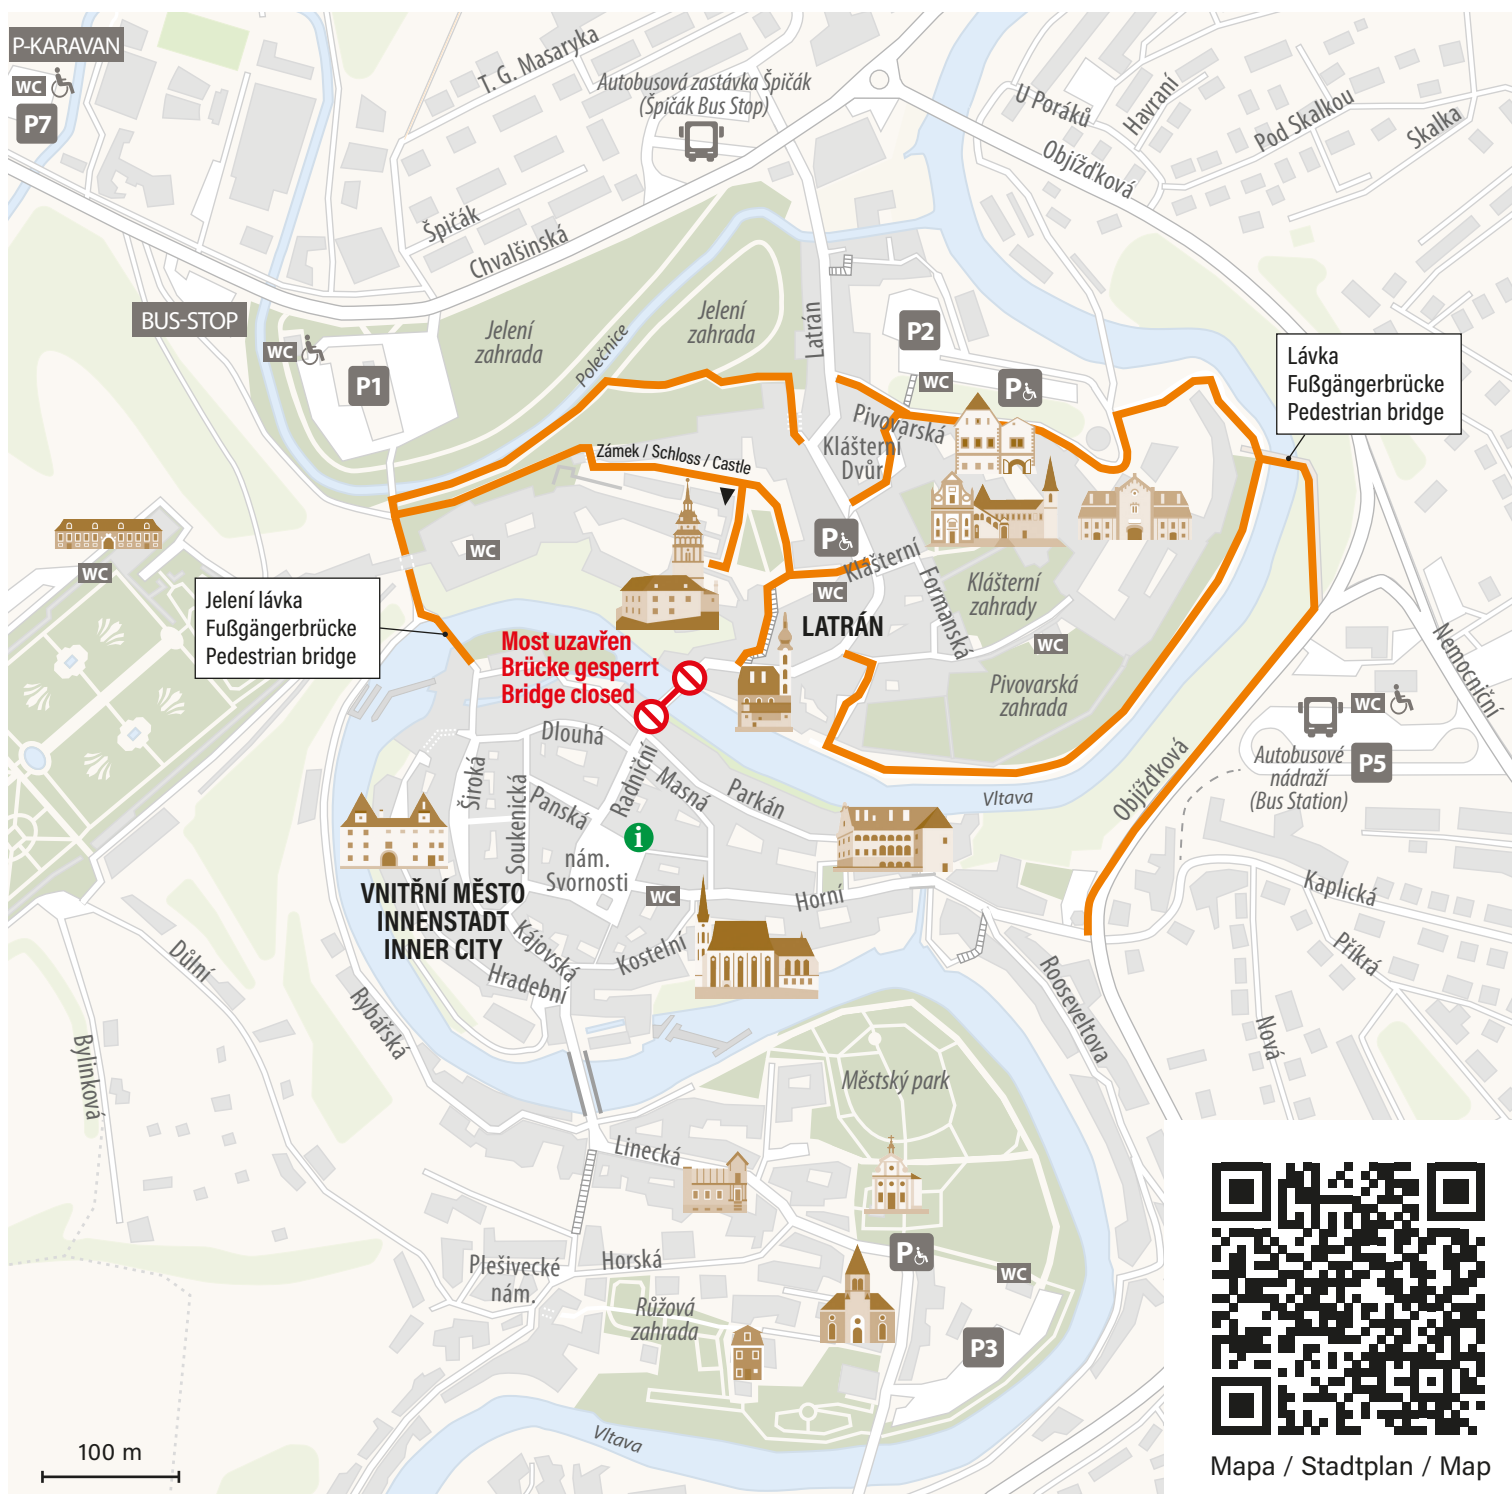 P-KARAVAN
WC
P7
T. G. Masaryka
Autobusová zastávka Špičák
(Špičák Bus Stop)
U Poráků
Havraní
Pod Skalkou
Skalka
Objížďková
Špičák
Chvalšinská
BUS-STOP
WC
P1
Jelení
zahrada
Polečnice
Jelení
zahrada
Latrán
P2
WC
P
Lávka
Fußgängerbrücke
Pedestrian bridge
Pivovarská
Klášterní
Dvůr
Zámek / Schloss / Castle
WC
WC
P
Klášterní
WC
Formanská
Klášterní
zahrady
LATRÁN
WC
Jelení lávka
Fußgängerbrücke
Pedestrian bridge
Most uzavřen
Brücke gesperrt
Bridge closed
Pivovarská
zahrada
Nemocniční
WC
Autobusové
nádraží
(Bus Station)
P5
Objížďková
Vltava
Dlouhá
Široká
Soukenická
Panská
Radniční
Masná
Parkán
i
nám.
Svornosti
WC
Horní
VNITŘNÍ MĚSTO
INNENSTADT
INNER CITY
Kájovská
Kostelní
Hradební
Kaplická
Příkrá
Rooseveltova
Nová
Důlní
Rybářská
Bylinková
Městský park
Linecká
P
WC
Plešivecké
nám.
Horská
Růžová
zahrada
P3
Vltava
100 m
Mapa / Stadtplan / Map